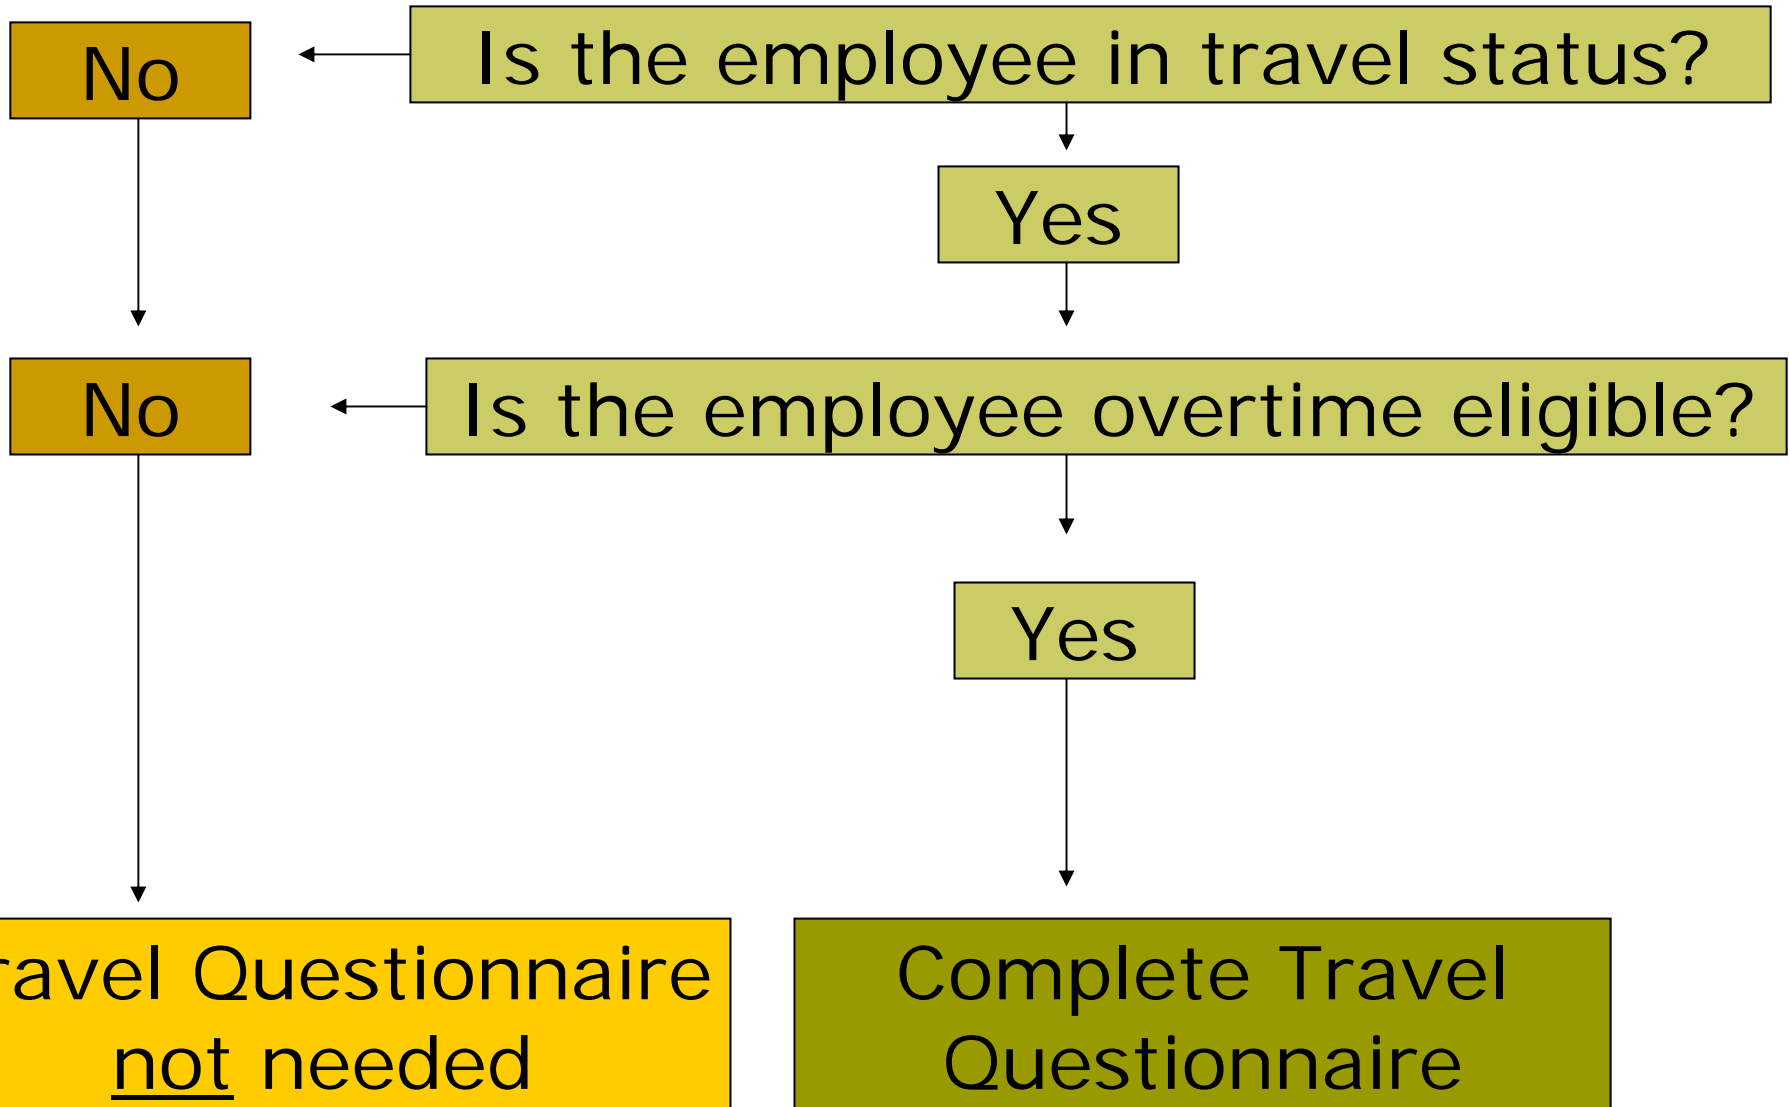 No
Is the employee in travel status?
Yes
No
Is the employee overtime eligible?
Yes
ravel Questionnaire
not needed
Complete Travel
Questionnaire